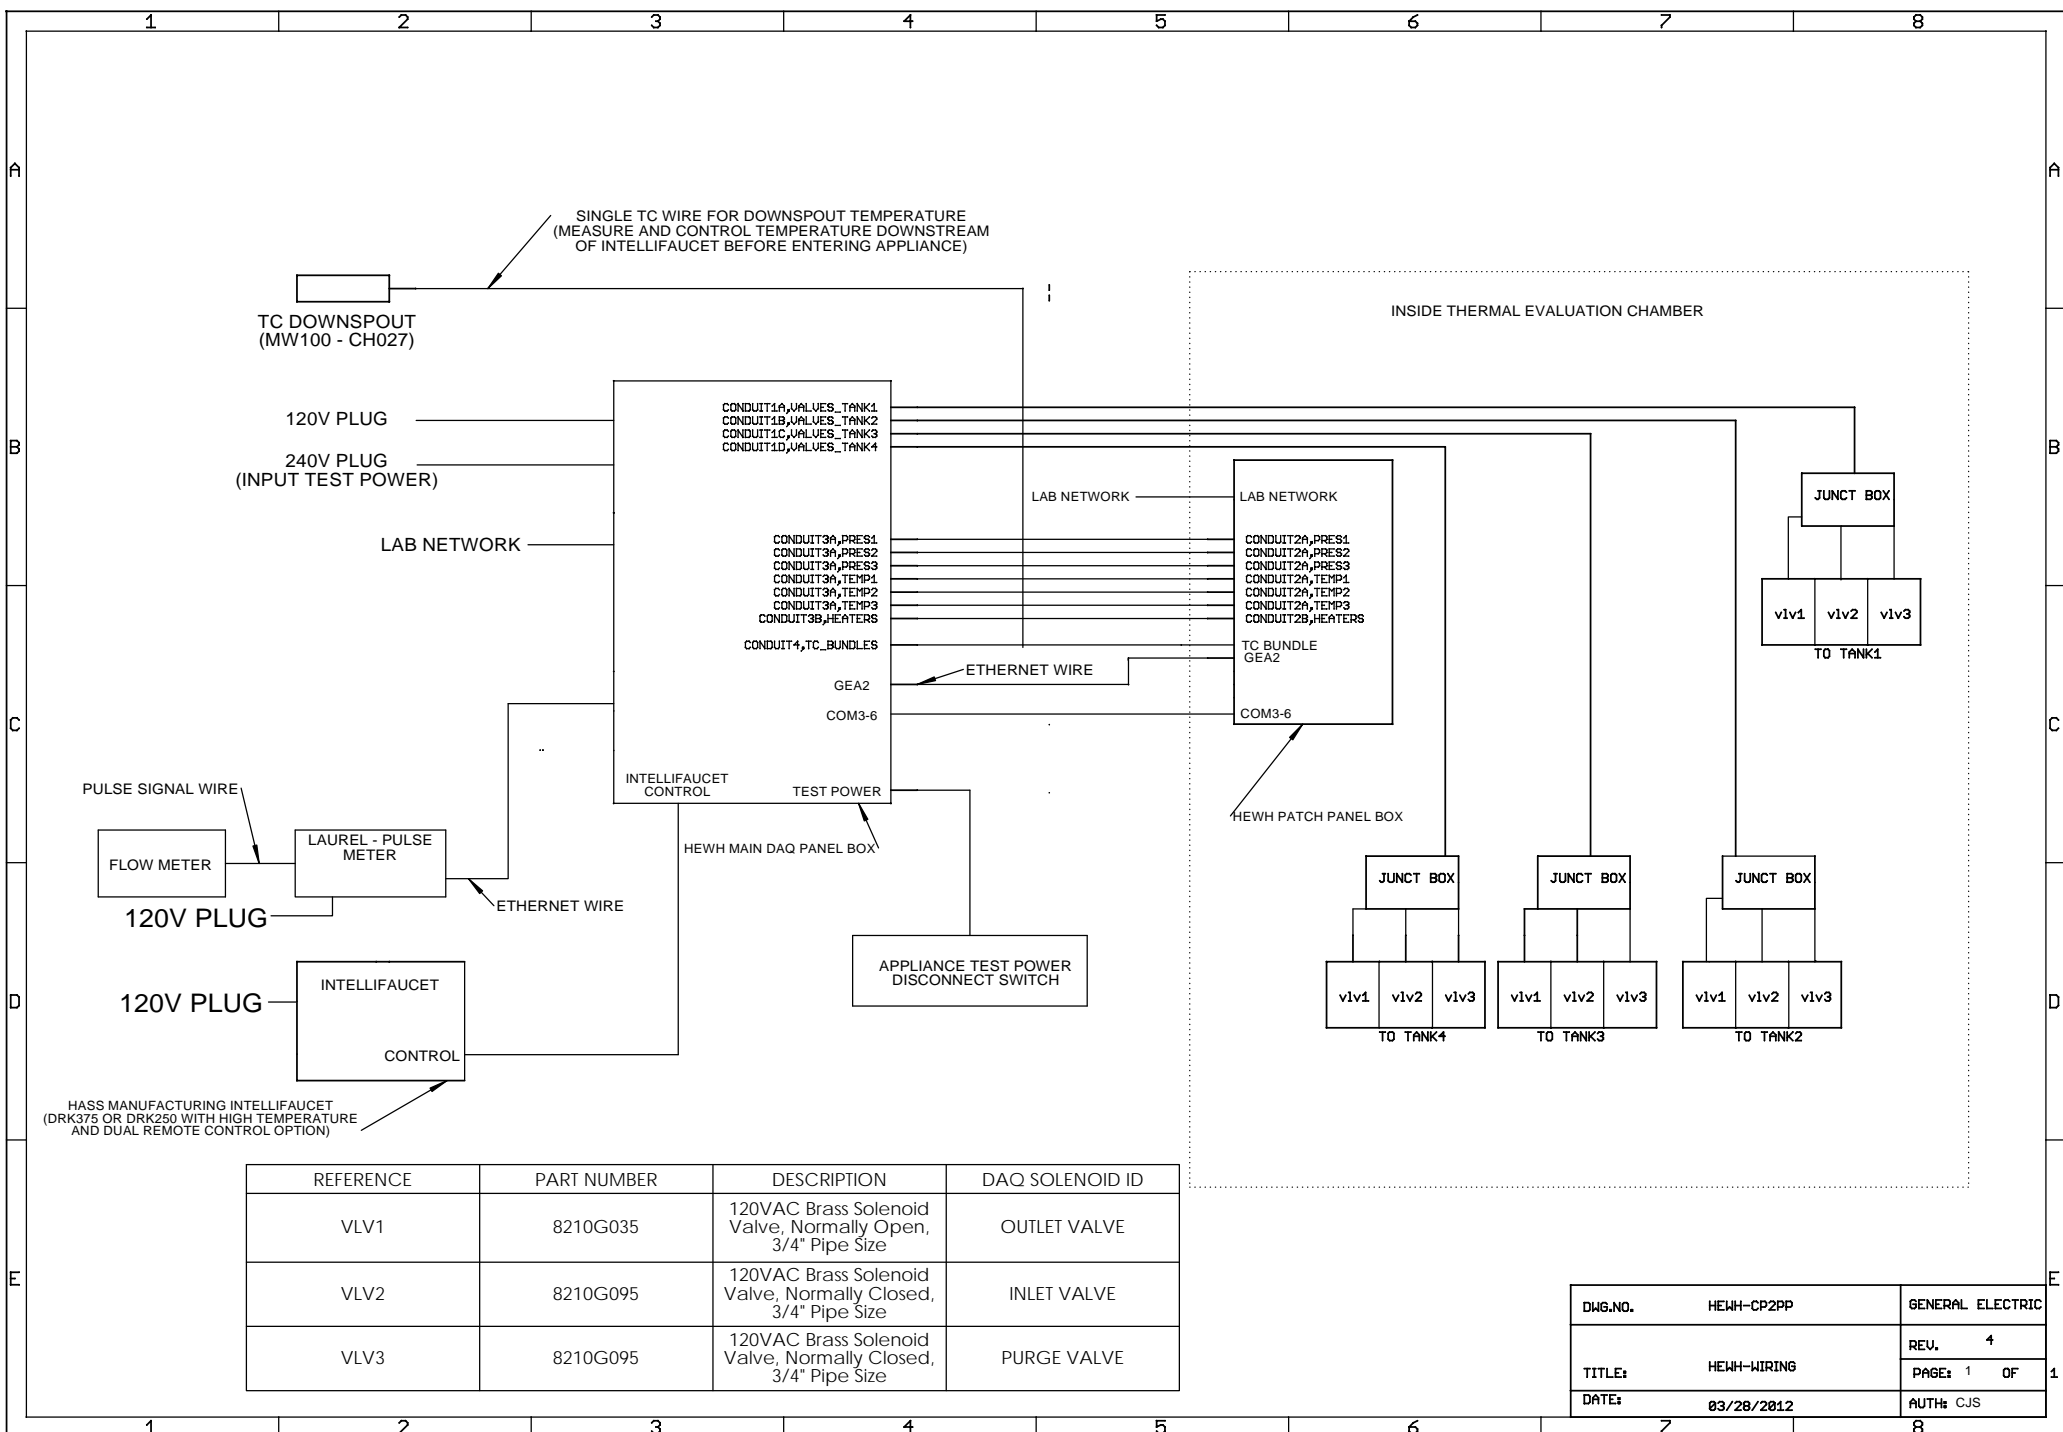 1 2 3 4 5 6 7 8
A A
SINGLE TC WIRE FOR DOWNSPOUT TEMPERATURE
(MEASURE AND CONTROL TEMPERATURE DOWNSTREAM
OF INTELLIFAUCET BEFORE ENTERING APPLIANCE)
TC DOWNSPOUT
(MW100 - CH027)
INSIDE THERMAL EVALUATION CHAMBER
120V PLUG
240V PLUG
(INPUT TEST POWER)
LAB NETWORK
B B
CONDUIT1A,VALVES_TANK1
CONDUIT1B,VALVES_TANK2
CONDUIT1C,VALVES_TANK3
CONDUIT1D,VALVES_TANK4
CONDUIT3A,PRES1
CONDUIT3A,PRES2
CONDUIT3A,PRES3
CONDUIT3A,TEMP1
CONDUIT3A,TEMP2
CONDUIT3A,TEMP3
CONDUIT3B,HEATERS
CONDUIT4,TC_BUNDLES
GEA2
COM3-6
INTELLIFAUCET
CONTROL
TEST POWER
HEWH MAIN DAQ PANEL BOX
ETHERNET WIRE
LAB NETWORK
LAB NETWORK
CONDUIT2A,PRES1
CONDUIT2A,PRES2
CONDUIT2A,PRES3
CONDUIT2A,TEMP1
CONDUIT2A,TEMP2
CONDUIT2A,TEMP3
CONDUIT2B,HEATERS
TC BUNDLE
GEA2
COM3-6
HEWH PATCH PANEL BOX
JUNCT BOX
vlv1 vlv2 vlv3
TO TANK1
C C
PULSE SIGNAL WIRE
FLOW METER
LAUREL - PULSE
METER
120V PLUG
ETHERNET WIRE
120V PLUG
INTELLIFAUCET
CONTROL
HASS MANUFACTURING INTELLIFAUCET
(DRK375 OR DRK250 WITH HIGH TEMPERATURE
AND DUAL REMOTE CONTROL OPTION)
APPLIANCE TEST POWER
DISCONNECT SWITCH
JUNCT BOX JUNCT BOX JUNCT BOX
D D
vlv1 vlv2 vlv3 vlv1 vlv2 vlv3 vlv1 vlv2 vlv3
TO TANK4 TO TANK3 TO TANK2
REFERENCE PART NUMBER DESCRIPTION DAQ SOLENOID ID
VLV1 8210G035 120VAC Brass Solenoid
Valve, Normally Open,
3/4" Pipe Size OUTLET VALVE
VLV2 8210G095 120VAC Brass Solenoid
Valve, Normally Closed,
3/4" Pipe Size INLET VALVE
VLV3 8210G095 120VAC Brass Solenoid
Valve, Normally Closed,
3/4" Pipe Size PURGE VALVE
E E
DWG.NO. HEWH-CP2PP GENERAL ELECTRIC
REV. 4
TITLE: HEWH-WIRING PAGE: 1 OF 1
DATE: 03/28/2012 AUTH: CJS
1 2 3 4 5 6 7 8